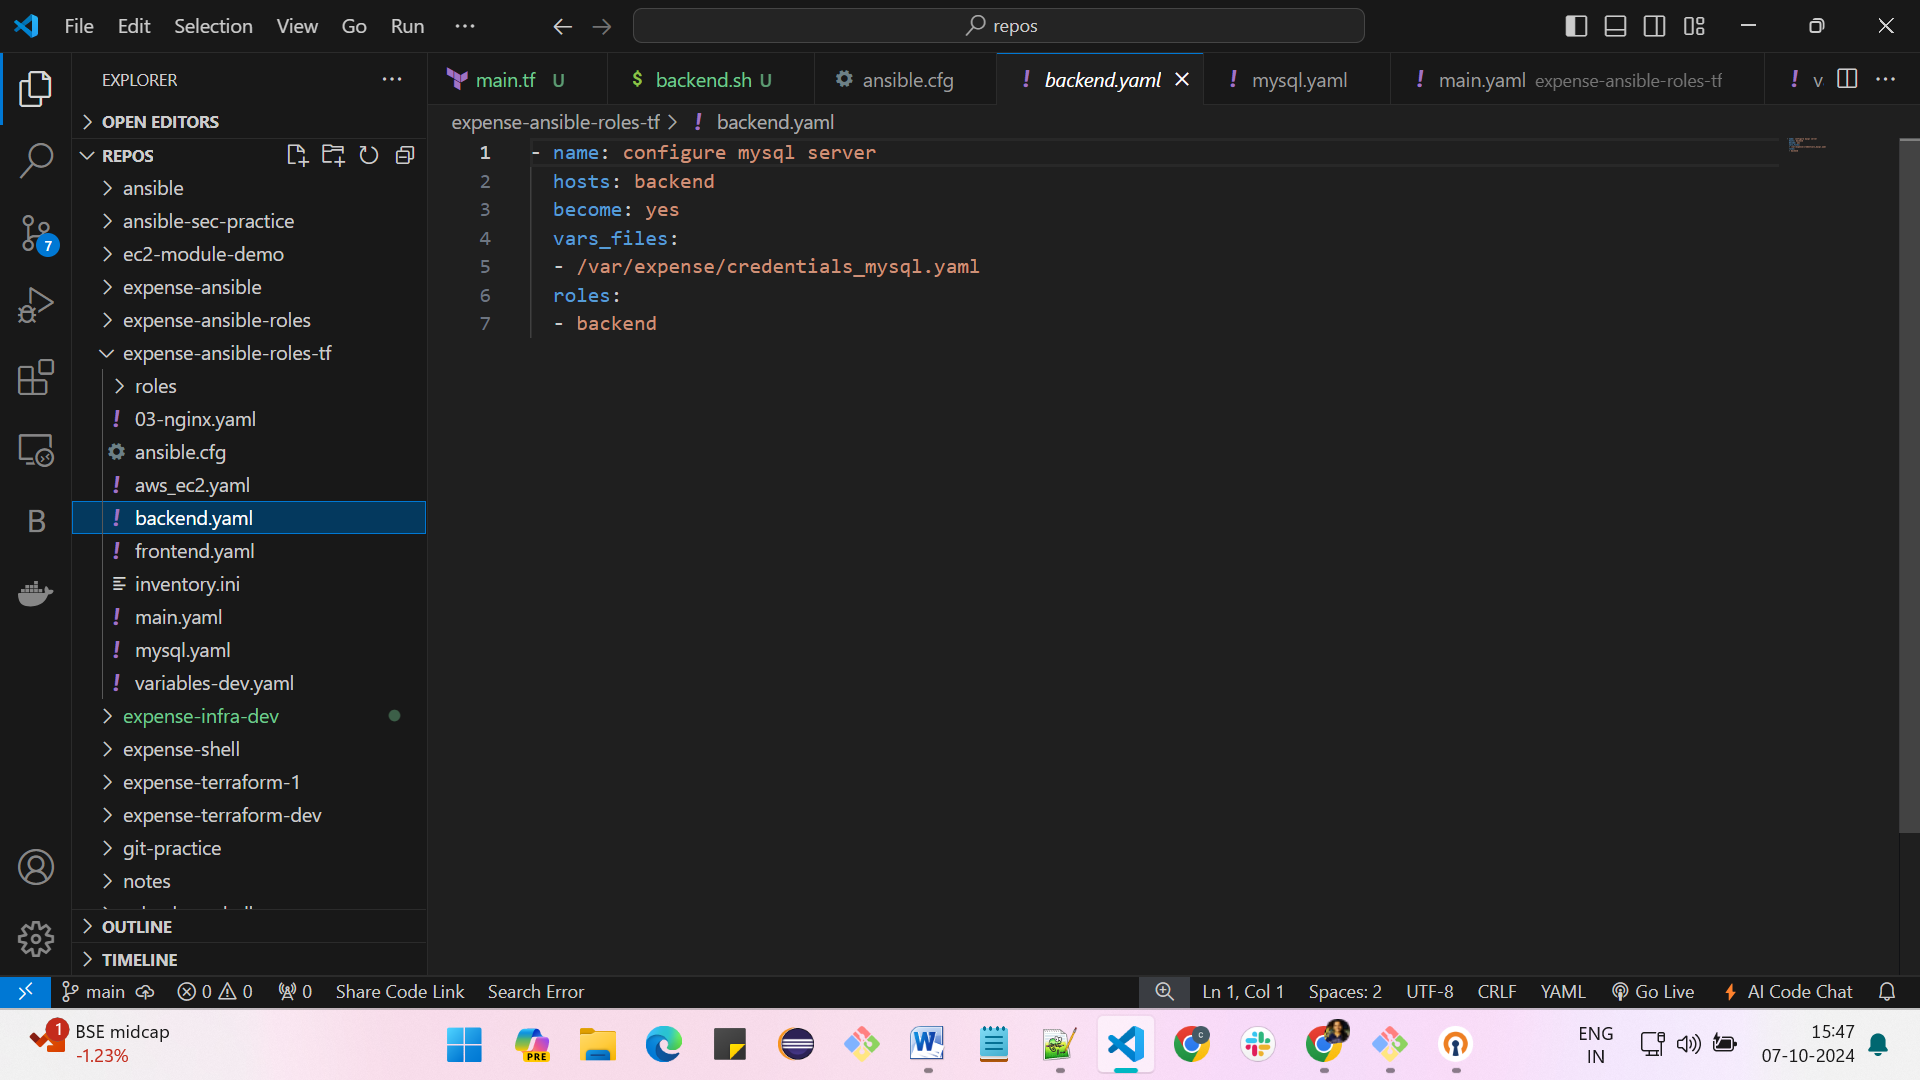 File Edit Selection View Go Run ··· repos
EXPLORER ···
OPEN EDITORS
REPOS
ansible
ansible-sec-practice
ec2-module-demo
expense-ansible
expense-ansible-roles
expense-ansible-roles-tf
roles
! 03-nginx.yaml
ansible.cfg
! aws_ec2.yaml
! backend.yaml
! frontend.yaml
inventory.ini
! main.yaml
! mysql.yaml
! variables-dev.yaml
expense-infra-dev
expense-shell
expense-terraform-1
expense-terraform-dev
git-practice
notes
OUTLINE
TIMELINE
7
B
main.tf U $ backend.sh U ansible.cfg ! backend.yaml ! mysql.yaml ! main.yaml expense-ansible-roles-tf ! v ···
expense-ansible-roles-tf > ! backend.yaml
1 - name: configure mysql server
2 hosts: backend
3 become: yes
4 vars_files:
5 - /var/expense/credentials_mysql.yaml
6 roles:
7 - backend
main 0 0 0 Share Code Link Search Error Ln 1, Col 1 Spaces: 2 UTF-8 CRLF YAML Go Live AI Code Chat
1 BSE midcap
-1.23%
PRE
W
C
ENG
IN
15:47
07-10-2024